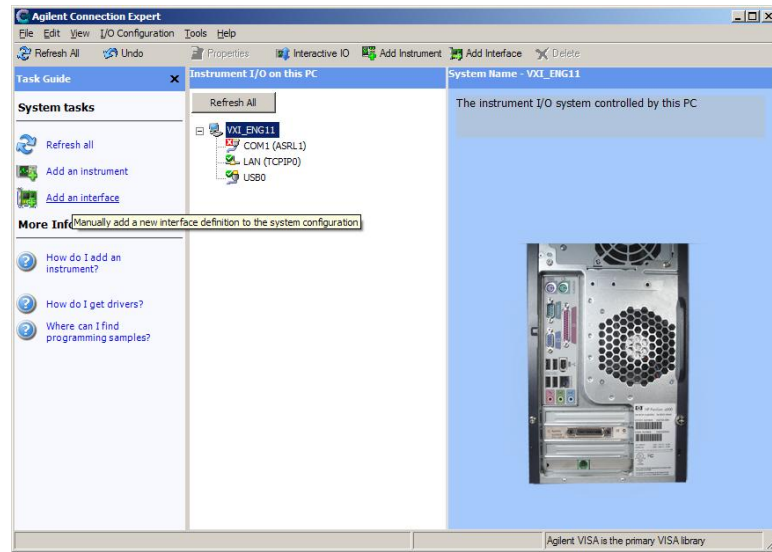 Agilent Connection Expert
File Edit View I/O Configuration Tools Help
Refresh All Undo Properties Interactive IO Add Instrument Add Interface Delete
Task Guide
Instrument I/O on this PC
System Name - VXI_ENG11
System tasks
Refresh All
The instrument I/O system controlled by this PC
VXI_ENG11
Refresh all
COM1 (ASRL1)
LAN (TCPIP0)
Add an instrument
USB0
Add an interface
More Inf
Manually add a new interface definition to the system configuration
How do I add an
instrument?
How do I get drivers?
Where can I find
programming samples?
Agilent VISA is the primary VISA library